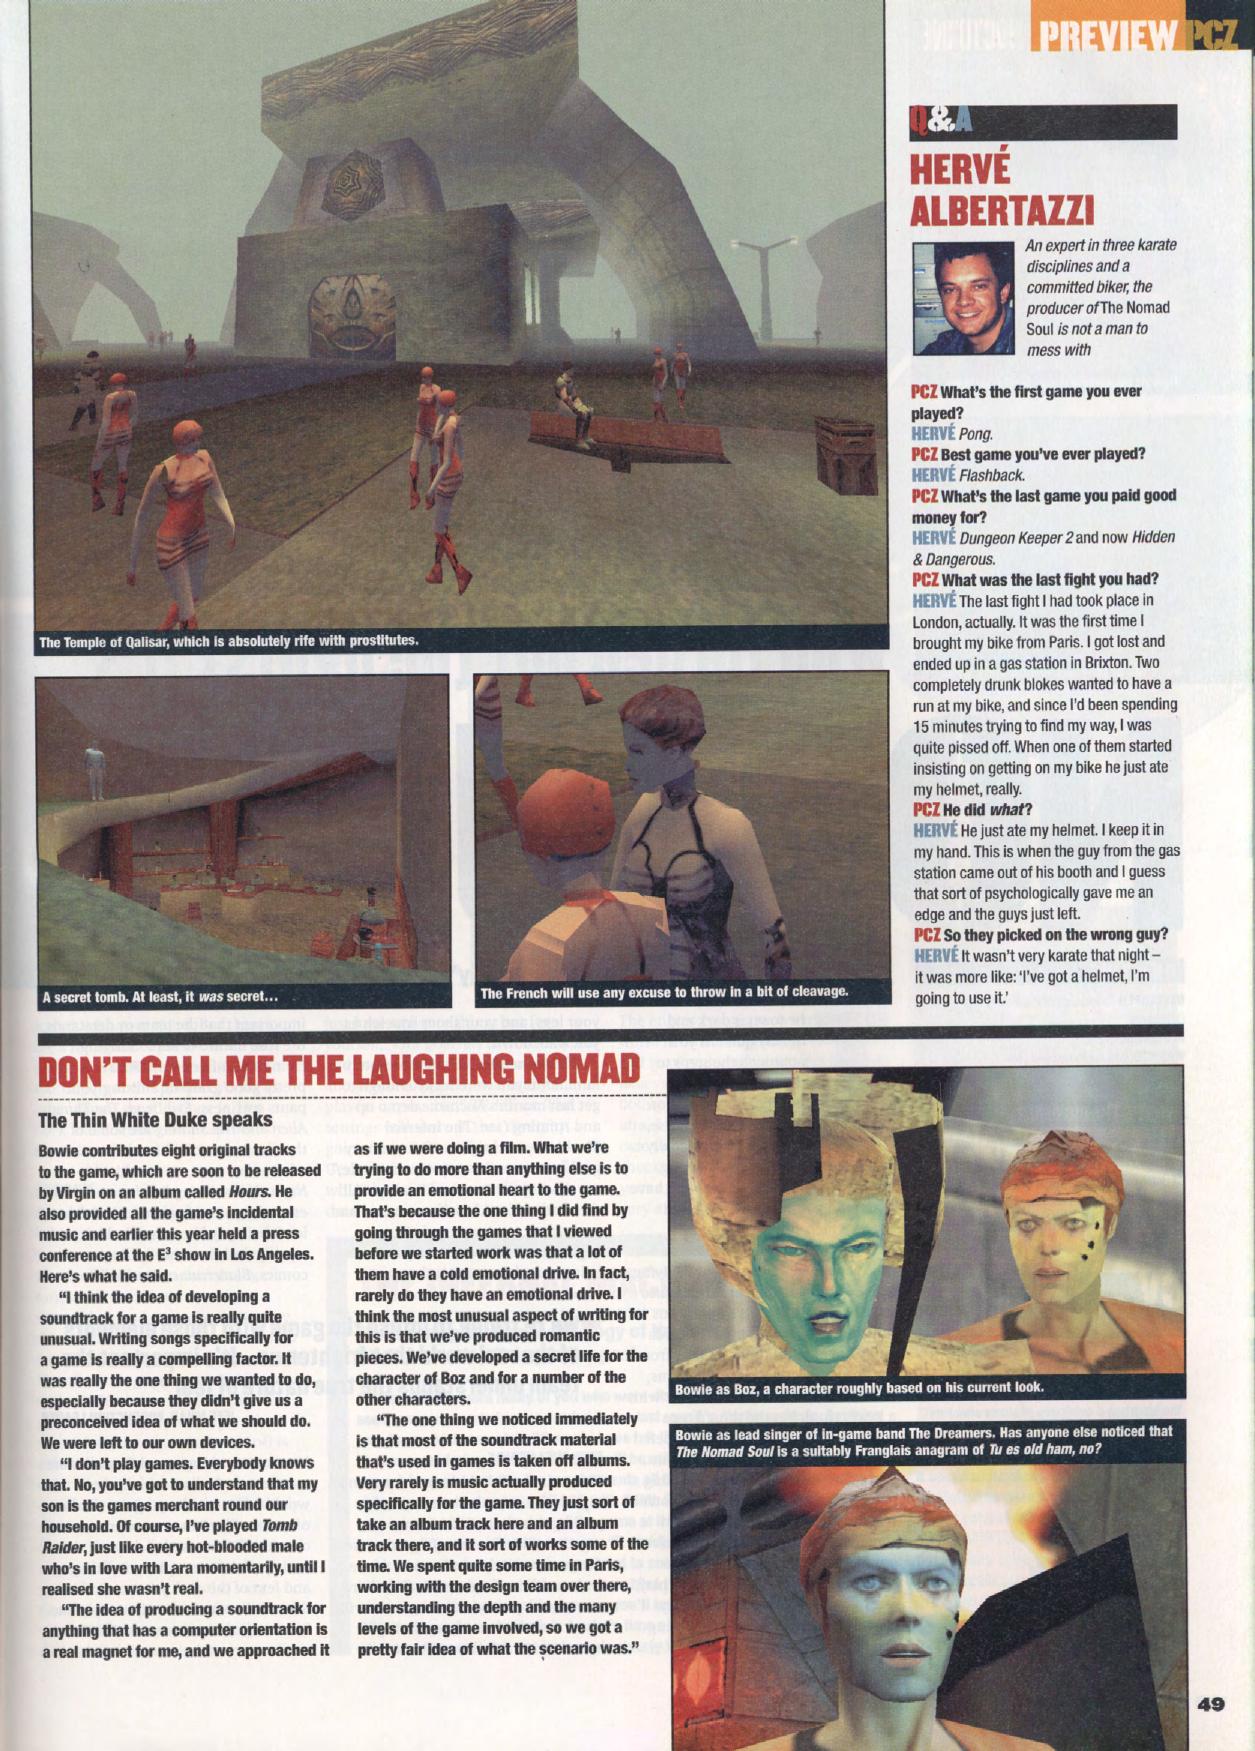 PREVIEW PCZ
The Temple of Qalisar, which is absolutely rife with prostitutes.
A secret tomb. At least, it was secret...
The French will use any excuse to throw in a bit of cleavage.
Q&A
HERVÉ
ALBERTAZZI
An expert in three karate
disciplines and a
committed biker, the
producer of The Nomad
Soul is not a man to
mess with
PCZ What's the first game you ever
played?
HERVÉ Pong.
PCZ Best game you've ever played?
HERVÉ Flashback.
PCZ What's the last game you paid good
money for?
HERVÉ Dungeon Keeper 2 and now Hidden
& Dangerous.
PCZ What was the last fight you had?
HERVÉ The last fight I had took place in
London, actually. It was the first time I
brought my bike from Paris. I got lost and
ended up in a gas station in Brixton. Two
completely drunk blokes wanted to have a
run at my bike, and since I'd been spending
15 minutes trying to find my way, I was
quite pissed off. When one of them started
insisting on getting on my bike he just ate
my helmet, really.
PCZ He did what?
HERVÉ He just ate my helmet. I keep it in
my hand. This is when the guy from the gas
station came out of his booth and I guess
that sort of psychologically gave me an
edge and the guys just left.
PCZ So they picked on the wrong guy?
HERVÉ It wasn't very karate that night –
it was more like: 'I've got a helmet, I'm
going to use it.'
DON'T CALL ME THE LAUGHING NOMAD
The Thin White Duke speaks
Bowie contributes eight original tracks
to the game, which are soon to be released
by Virgin on an album called Hours. He
also provided all the game's incidental
music and earlier this year held a press
conference at the E³ show in Los Angeles.
Here's what he said.
"I think the idea of developing a
soundtrack for a game is really quite
unusual. Writing songs specifically for
a game is really a compelling factor. It
was really the one thing we wanted to do,
especially because they didn't give us a
preconceived idea of what we should do.
We were left to our own devices.
"I don't play games. Everybody knows
that. No, you've got to understand that my
son is the games merchant round our
household. Of course, I've played Tomb
Raider, just like every hot-blooded male
who's in love with Lara momentarily, until I
realised she wasn't real.
"The idea of producing a soundtrack for
anything that has a computer orientation is
a real magnet for me, and we approached it
as if we were doing a film. What we're
trying to do more than anything else is to
provide an emotional heart to the game.
That's because the one thing I did find by
going through the games that I viewed
before we started work was that a lot of
them have a cold emotional drive. In fact,
rarely do they have an emotional drive. I
think the most unusual aspect of writing for
this is that we've produced romantic
pieces. We've developed a secret life for the
character of Boz and for a number of the
other characters.
"The one thing we noticed immediately
is that most of the soundtrack material
that's used in games is taken off albums.
Very rarely is music actually produced
specifically for the game. They just sort of
take an album track here and an album
track there, and it sort of works some of the
time. We spent quite some time in Paris,
working with the design team over there,
understanding the depth and the many
levels of the game involved, so we got a
pretty fair idea of what the scenario was."
Bowie as Boz, a character roughly based on his current look.
Bowie as lead singer of in-game band The Dreamers. Has anyone else noticed that
The Nomad Soul is a suitably Franglais anagram of Tu es old ham, no?
49